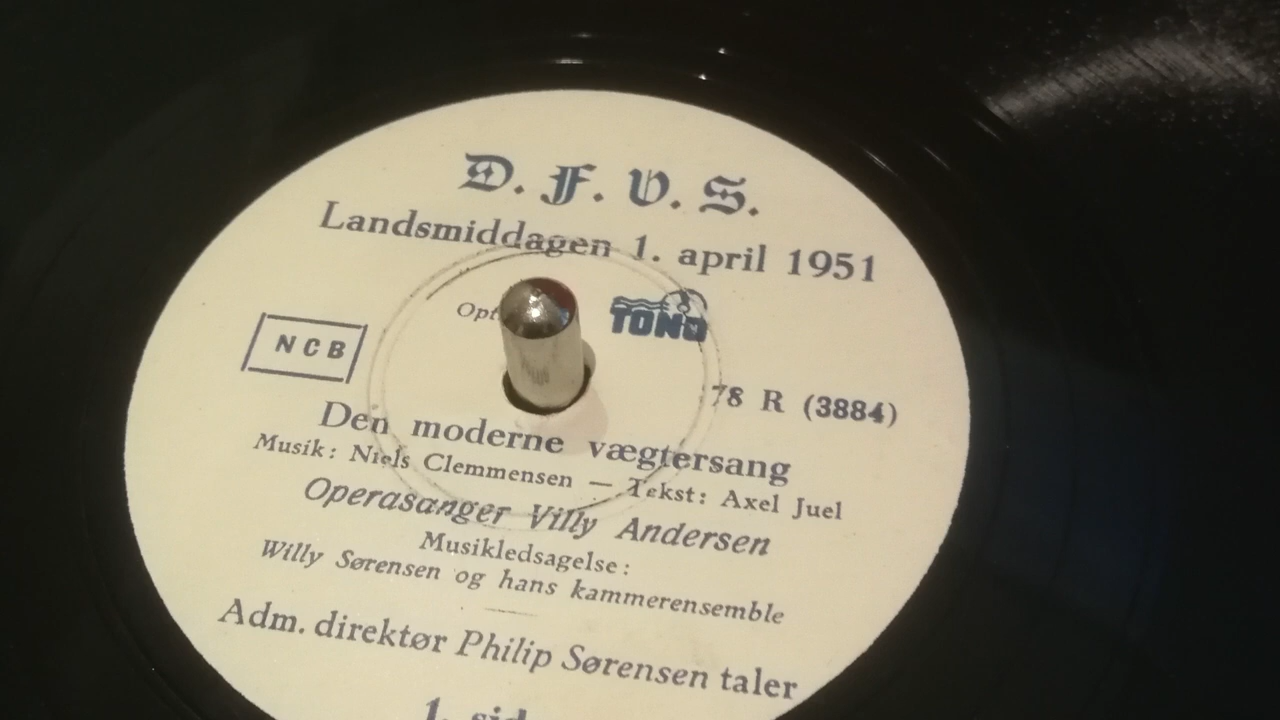 D. F. V. S.
Landsmiddagen 1. april 1951
TONO
NCB
78 R (3884)
Den moderne vægtersang
Musik: Niels Clemmensen — Tekst: Axel Juel
Operasanger Villy Andersen
Musikledsagelse:
Willy Sørensen og hans kammerensemble
Adm. direktør Philip Sørensen taler
1.